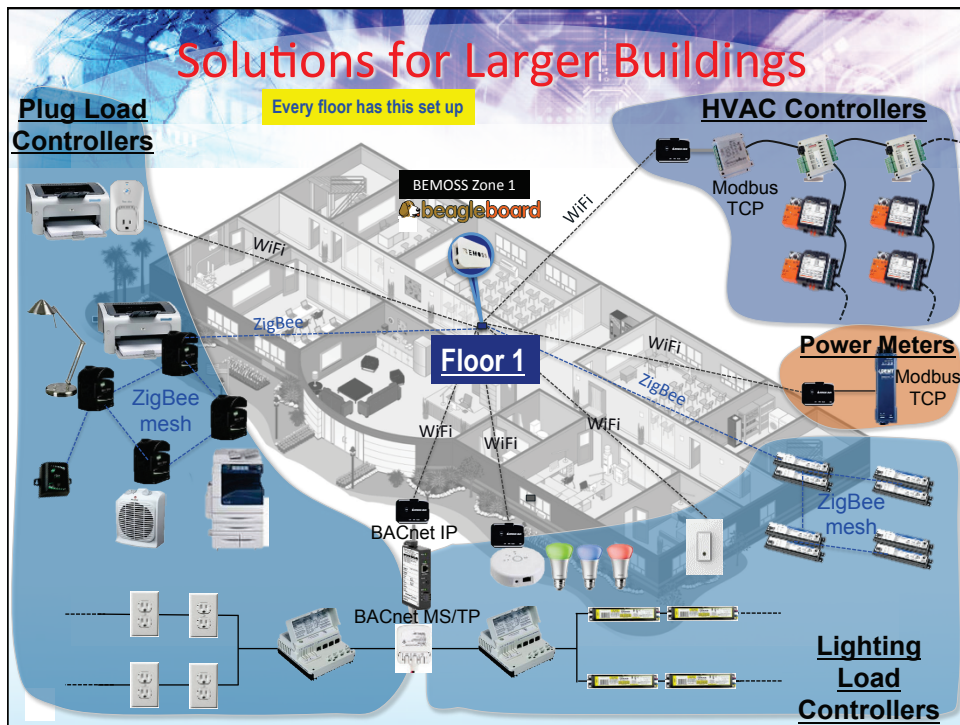 Solutions for Larger Buildings
Every floor has this set up
Plug Load
Controllers
HVAC Controllers
BEMOSS Zone 1
beagleboard
EMOSS
WiFi
Modbus
TCP
WiFi
ZigBee
Floor 1
WiFi
Power Meters
Modbus
TCP
ZigBee
ZigBee
mesh
WiFi
WiFi
WiFi
ZigBee
mesh
BACnet IP
BACnet MS/TP
Lighting
Load
Controllers